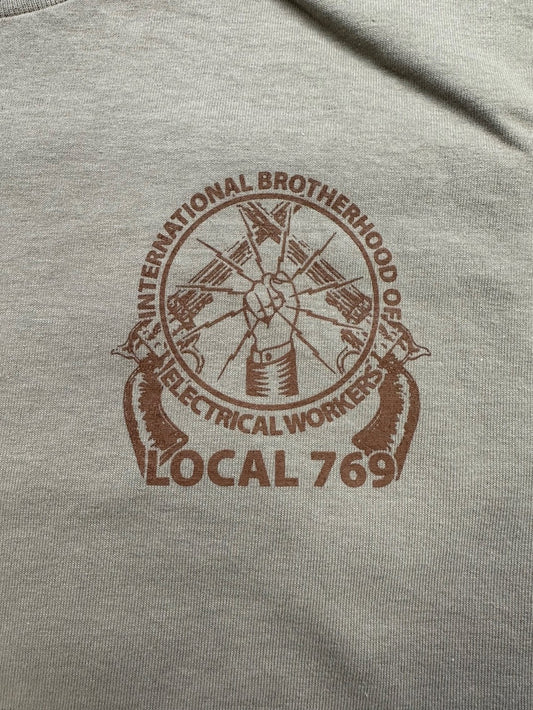 INTERNATIONAL BROTHERHOOD OF
ELECTRICAL WORKERS
LOCAL 769